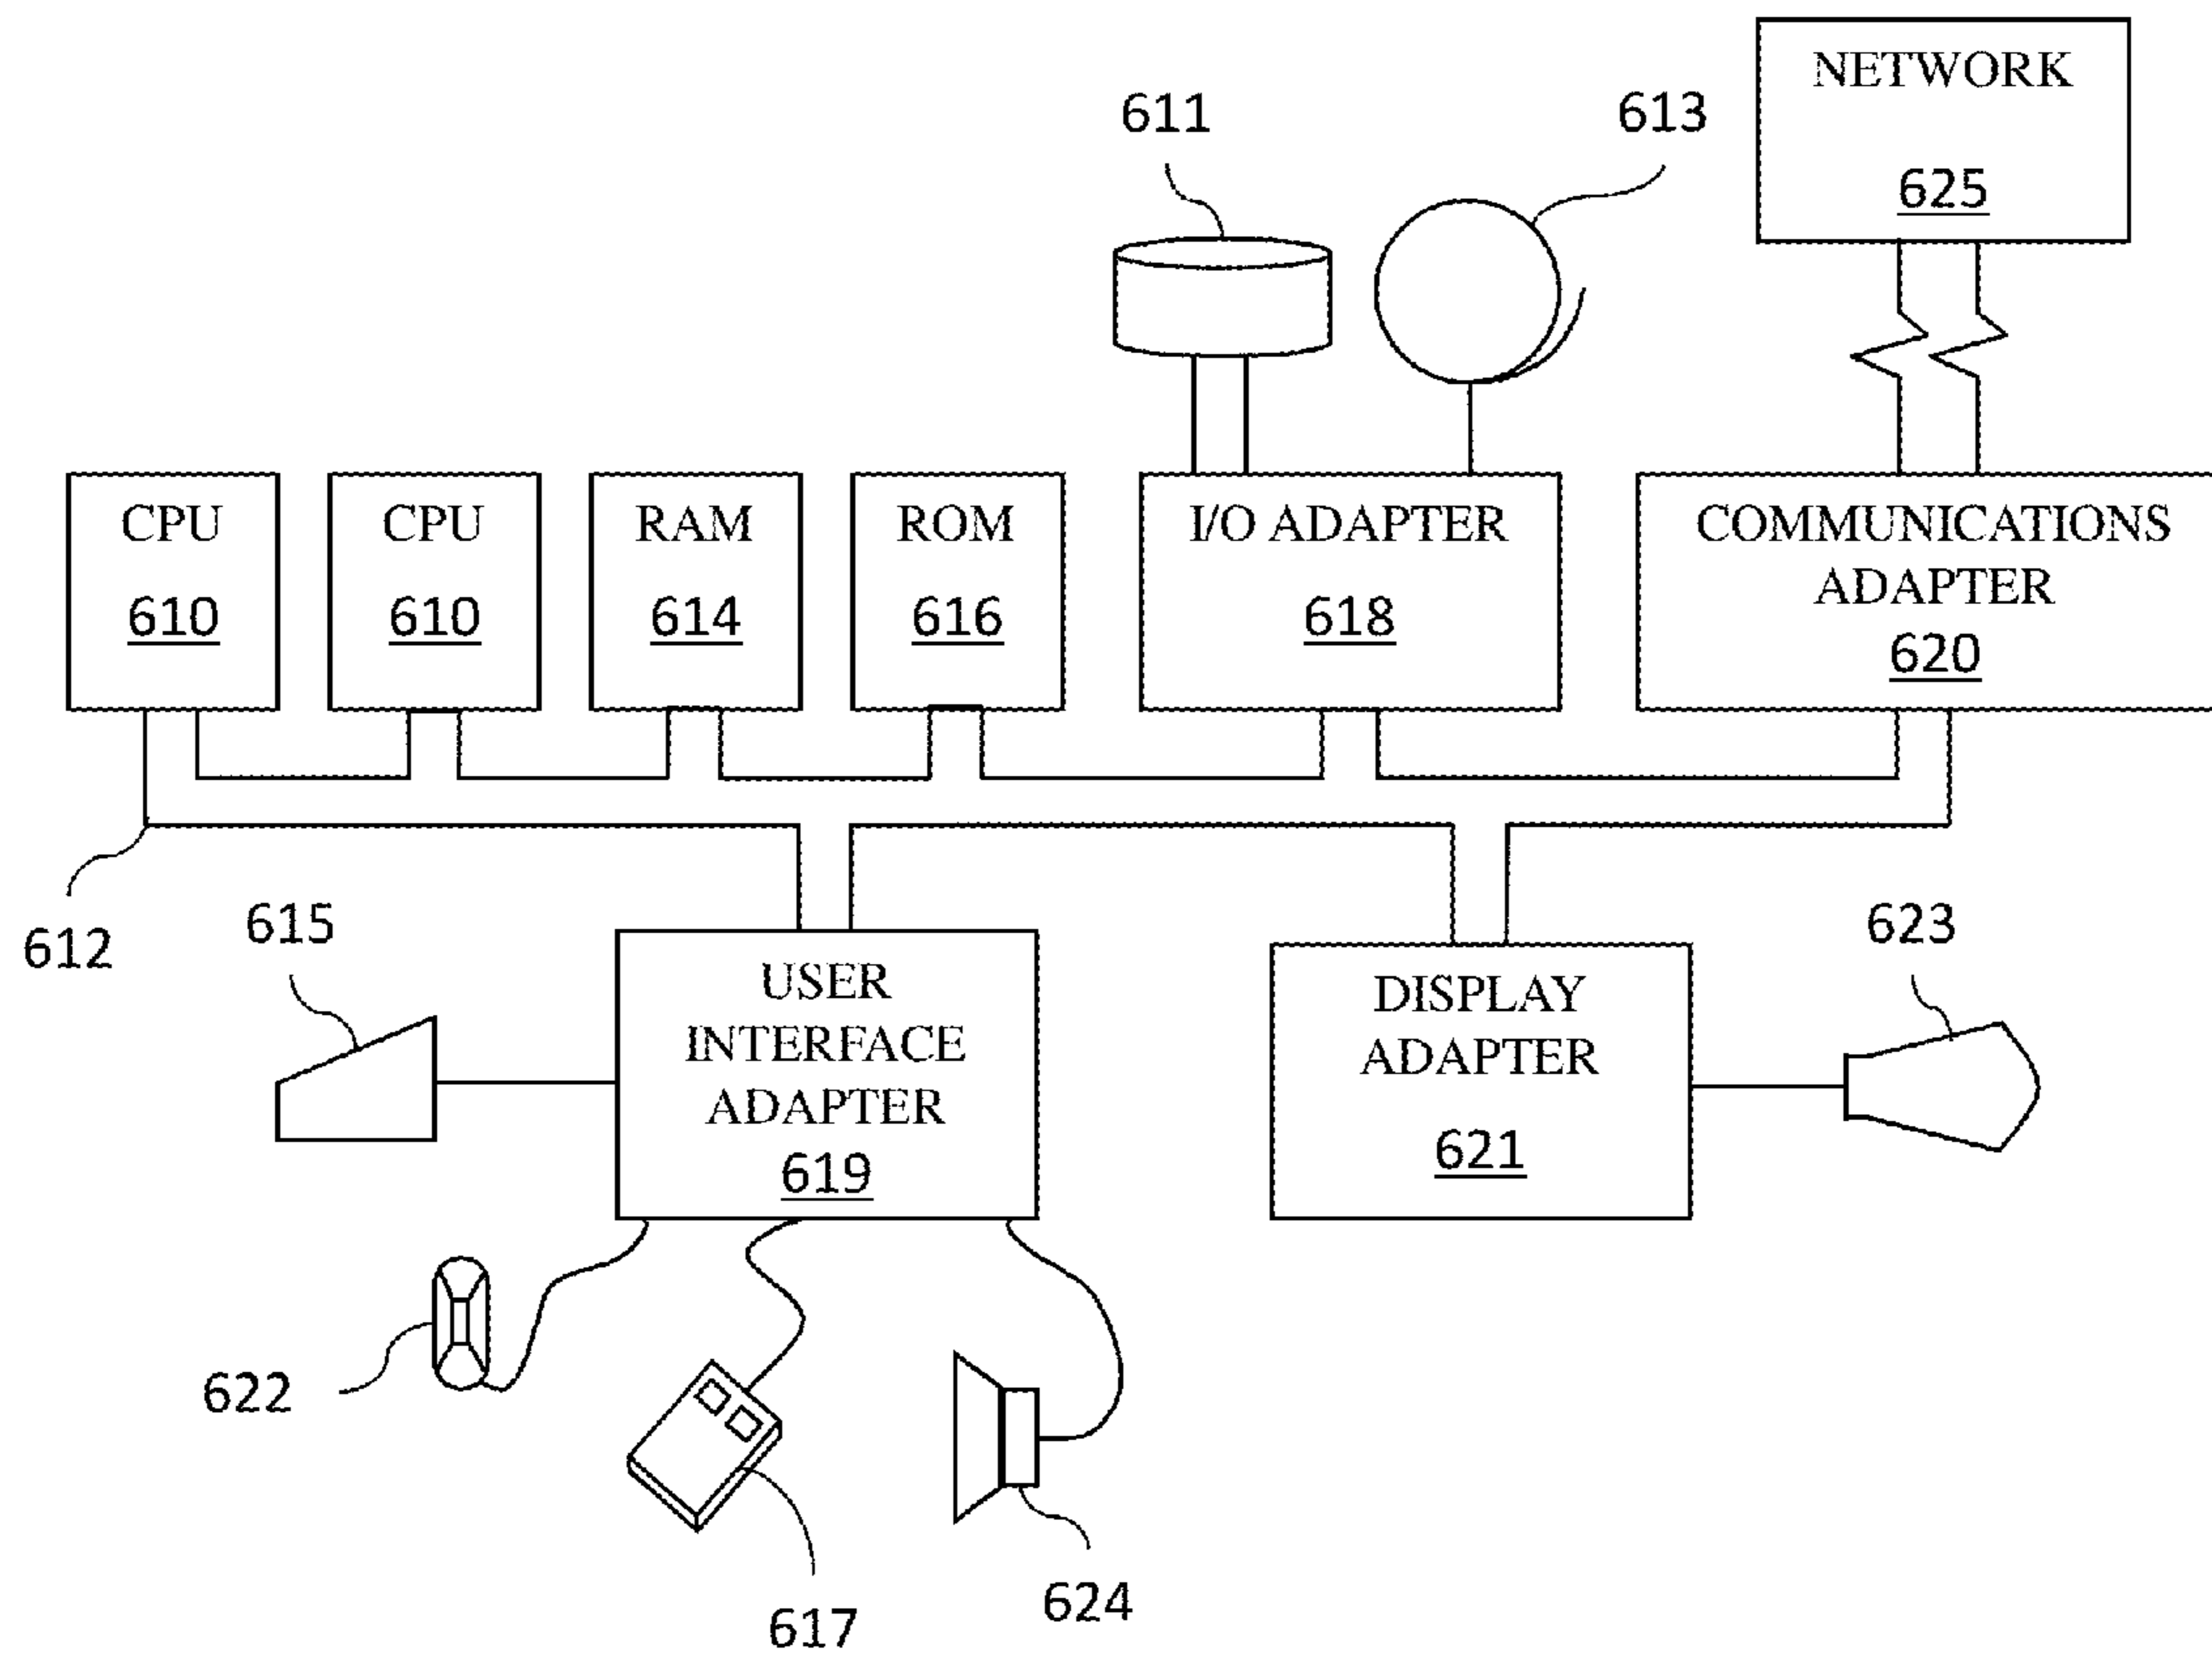 NETWORK
625
611
613
CPU
610
CPU
610
RAM
614
ROM
616
I/O ADAPTER
618
COMMUNICATIONS
ADAPTER
620
612
615
USER
INTERFACE
ADAPTER
619
DISPLAY
ADAPTER
621
623
622
617
624